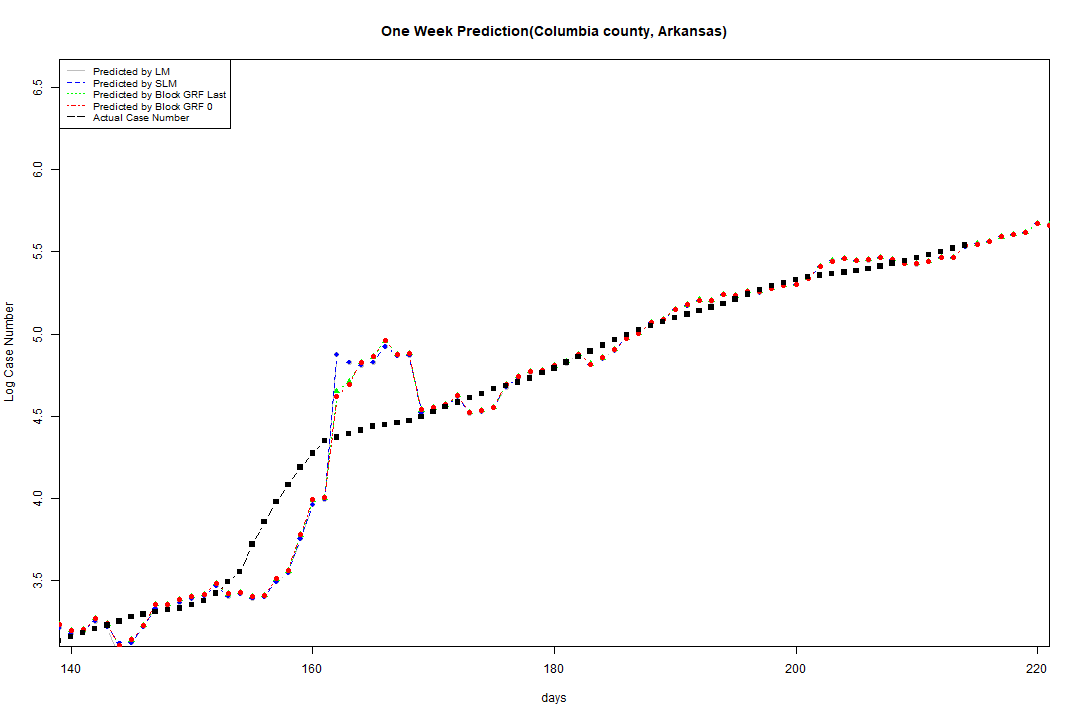 One Week Prediction(Columbia county, Arkansas)
Predicted by LM
Predicted by SLM
Predicted by Block GRF Last
Predicted by Block GRF 0
Actual Case Number
6.5
6.0
5.5
5.0
4.5
4.0
3.5
Log Case Number
140 160 180 200 220
days